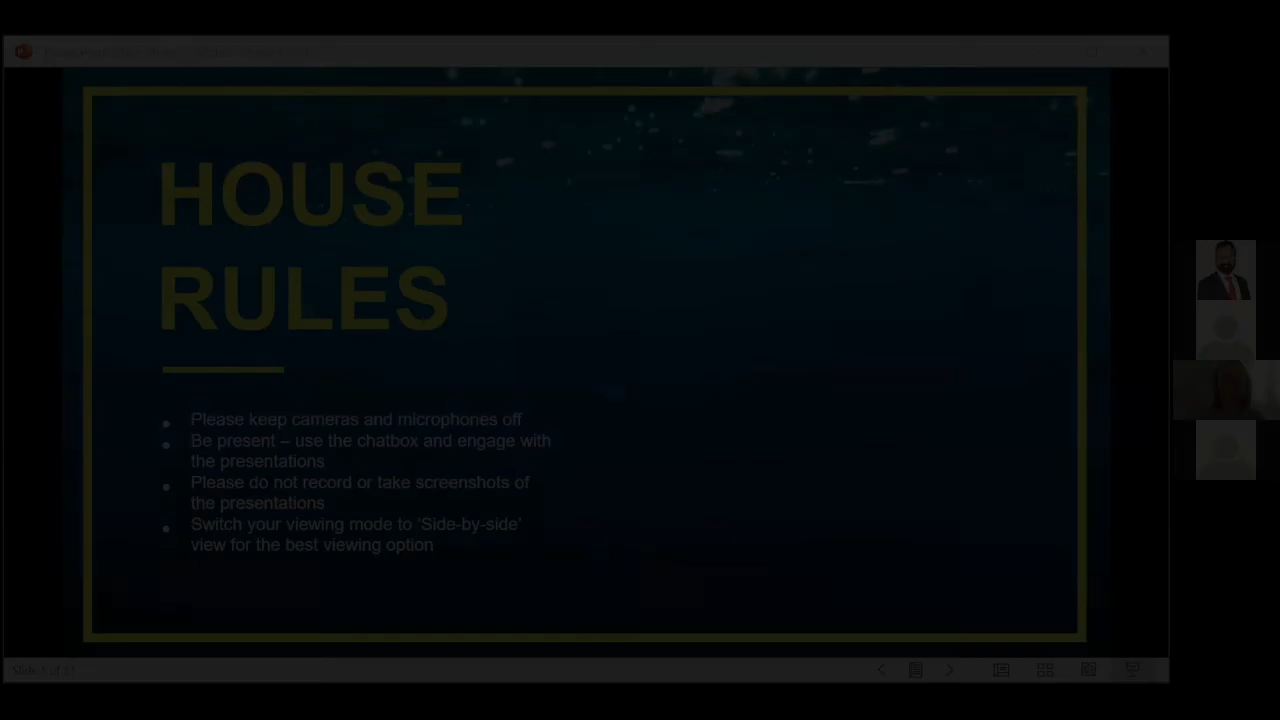 HOUSE
RULES
Please keep cameras and microphones off
Be present – use the chatbox and engage with
the presentations
Please do not record or take screenshots of
the presentations
Switch your viewing mode to 'Side-by-side'
view for the best viewing option